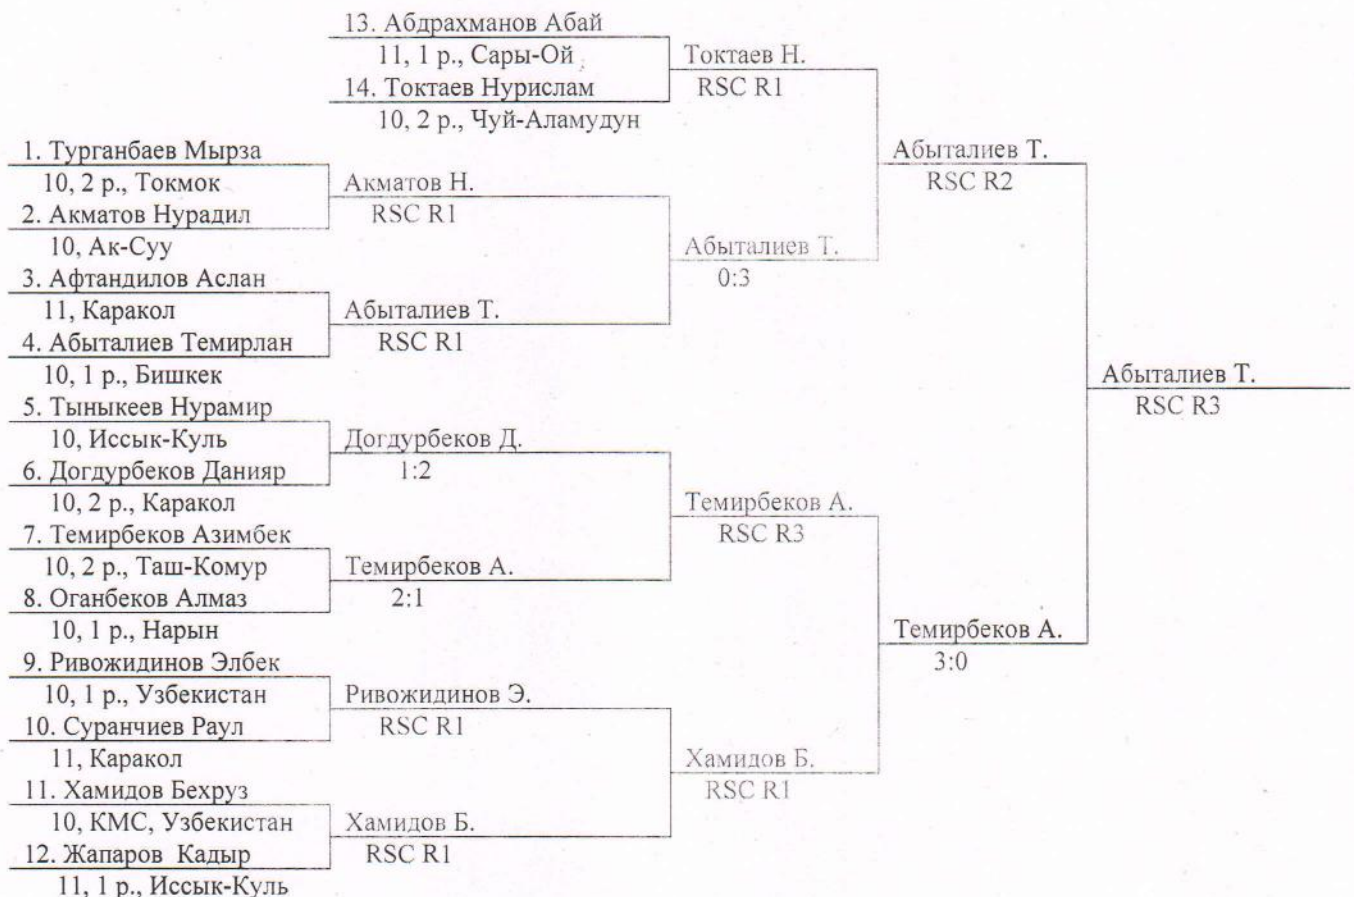 13. Абдрахманов Абай
11, 1 р., Сары-Ой
14. Токтаев Нурислам
10, 2 р., Чуй-Аламудун
Токтаев Н.
RSC R1
1. Турганбаев Мырза
10, 2 р., Токмок
2. Акматов Нурадил
10, Ак-Суу
3. Афтандилов Аслан
11, Каракол
4. Абыталиев Темирлан
10, 1 р., Бишкек
5. Тыныкеев Нурамир
10, Иссык-Куль
6. Догдурбеков Данияр
10, 2 р., Каракол
7. Темирбеков Азимбек
10, 2 р., Таш-Комур
8. Оганбеков Алмаз
10, 1 р., Нарын
9. Ривожидинов Элбек
10, 1 р., Узбекистан
10. Суранчиев Раул
11, Каракол
11. Хамидов Бехруз
10, КМС, Узбекистан
12. Жапаров Кадыр
11, 1 р., Иссык-Куль
Акматов Н.
RSC R1
Абыталиев Т.
RSC R1
Догдурбеков Д.
1:2
Темирбеков А.
2:1
Ривожидинов Э.
RSC R1
Хамидов Б.
RSC R1
Абыталиев Т.
0:3
Темирбеков А.
RSC R3
Хамидов Б.
RSC R1
Абыталиев Т.
RSC R2
Темирбеков А.
3:0
Абыталиев Т.
RSC R3